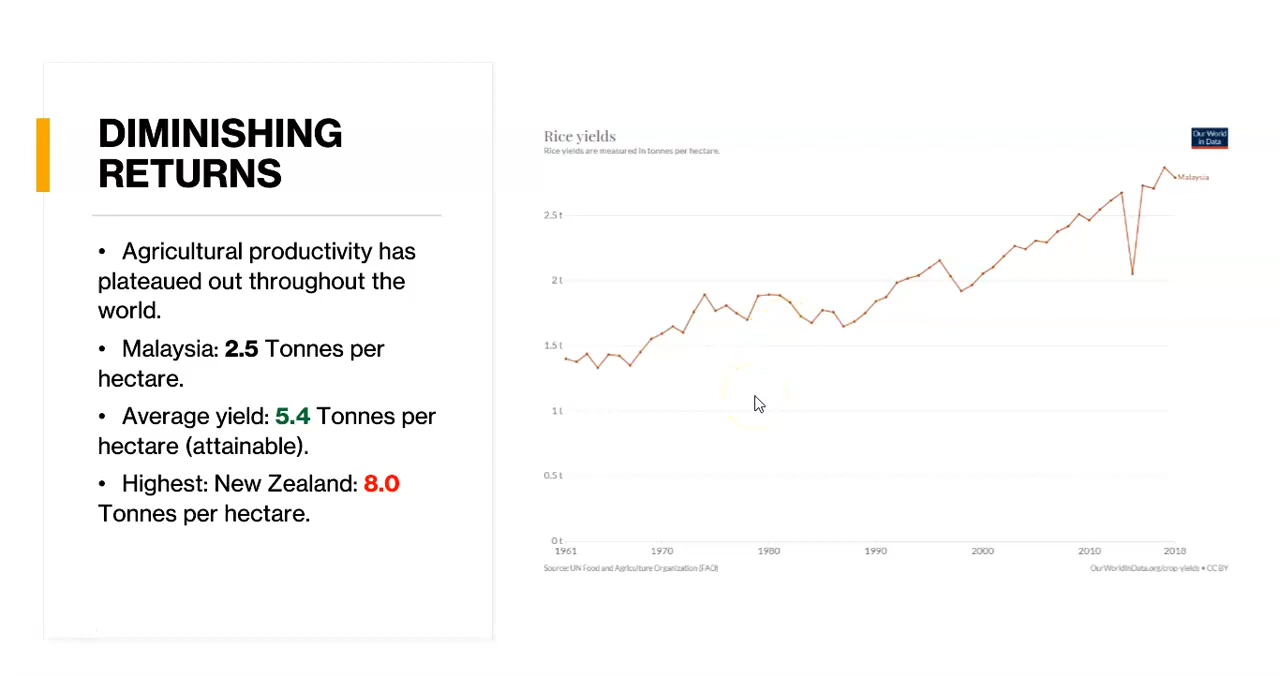 DIMINISHING
RETURNS
• Agricultural productivity has
plateaued out throughout the
world.
• Malaysia: 2.5 Tonnes per
hectare.
• Average yield: 5.4 Tonnes per
hectare (attainable).
• Highest: New Zealand: 8.0
Tonnes per hectare.
Rice yields
Rice yields are measured in tonnes per hectare.
Our World
in Data
Malaysia
2.5 t
2 t
1.5 t
1 t
0.5 t
0 t
1961 1970 1980 1990 2000 2010 2018
Source: UN Food and Agriculture Organization (FAO)
OurWorldInData.org/crop-yields • CC BY